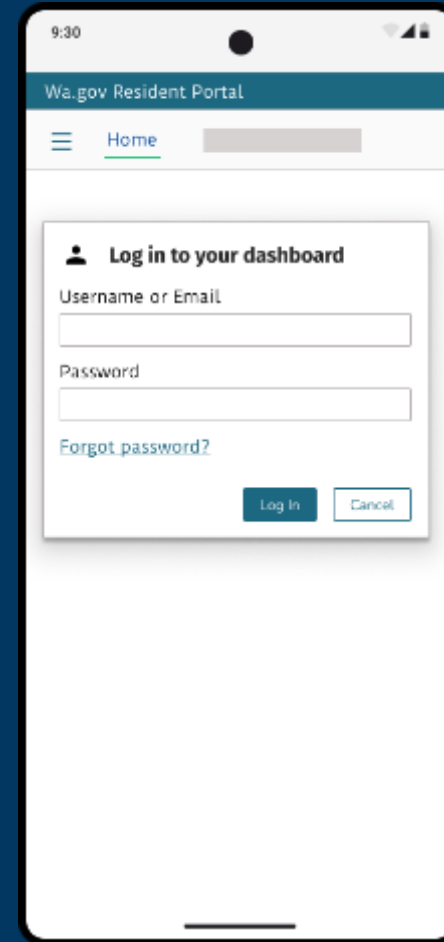 9:30
Wa.gov Resident Portal
Home
Log in to your dashboard
Username or Email
Password
Forgot password?
Log In Cancel